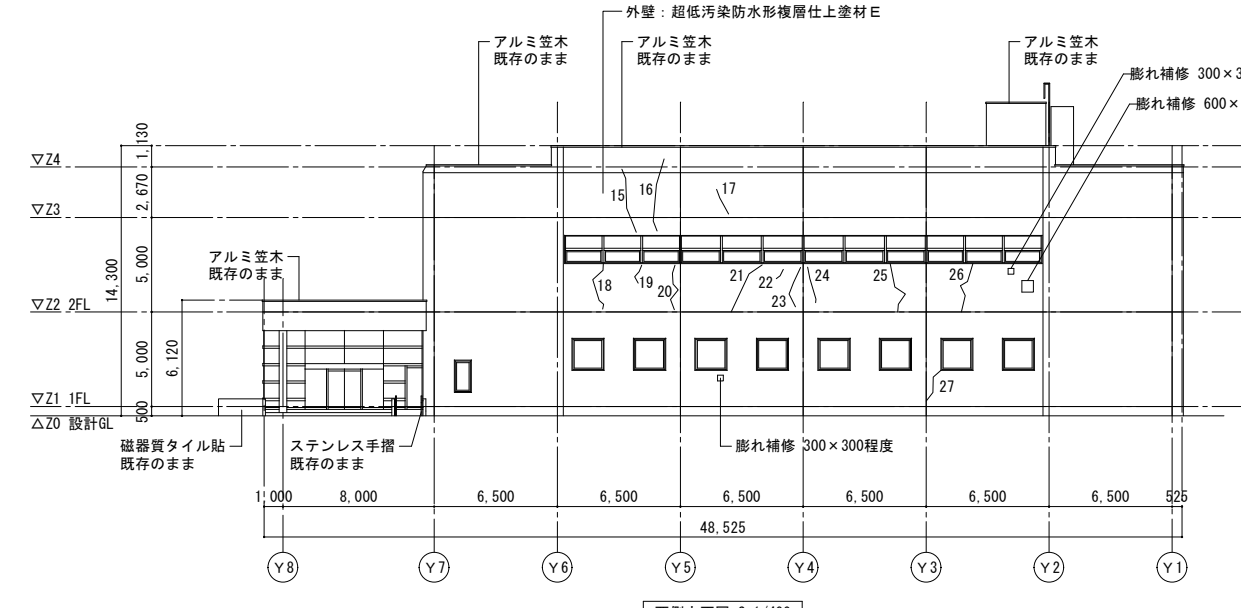 外壁：超低汚染防水形複層仕上塗材E
アルミ笠木
既存のまま
アルミ笠木
既存のまま
アルミ笠木
既存のまま
膨れ補修 300×3
膨れ補修 600×
▽Z4
▽Z3
▽Z2 2FL
▽Z1 1FL
△Z0 設計GL
1,130
2,670
5,000
5,000
500
14,300
6,120
アルミ笠木
既存のまま
15
16
17
18
19
20
21
22
23
24
25
26
27
磁器質タイル貼
既存のまま
ステンレス手摺
既存のまま
膨れ補修 300×300程度
1,000
8,000
6,500
6,500
6,500
6,500
6,500
6,500
525
48,525
Y8
Y7
Y6
Y5
Y4
Y3
Y2
Y1